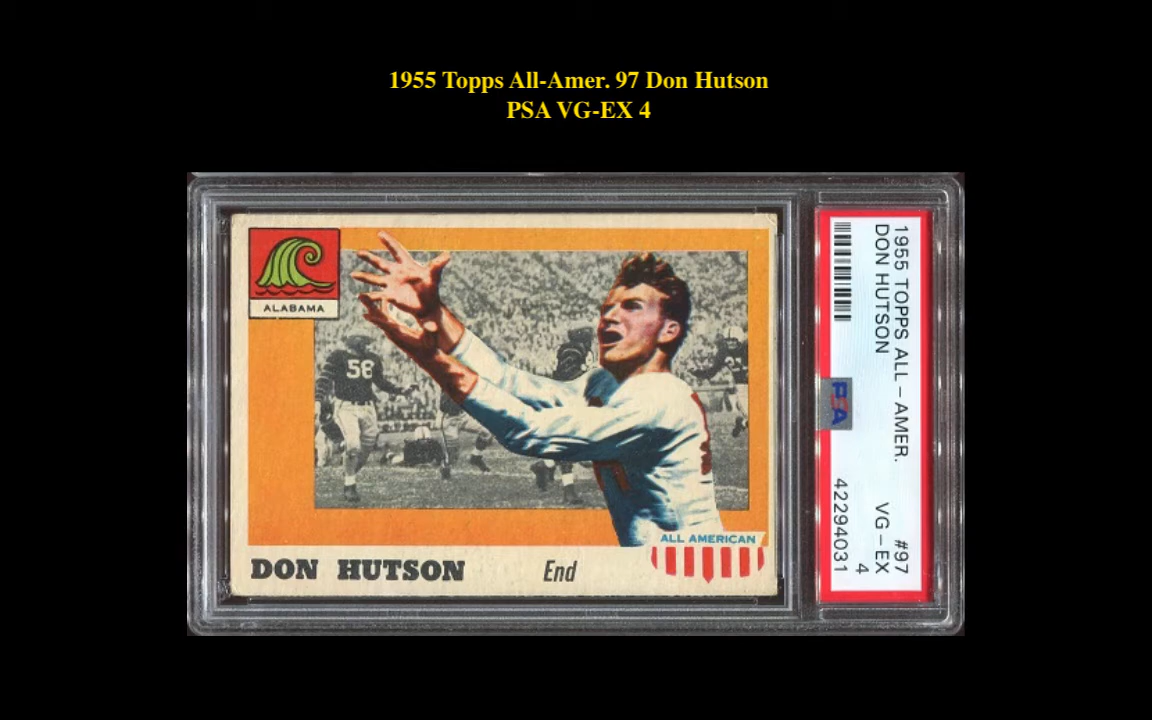 1955 Topps All-Amer. 97 Don Hutson
PSA VG-EX 4
ALABAMA
58
ALL AMERICAN
DON HUTSON End
1955 TOPPS ALL-AMER. #97
DON HUTSON VG-EX
4
PSA
42294031